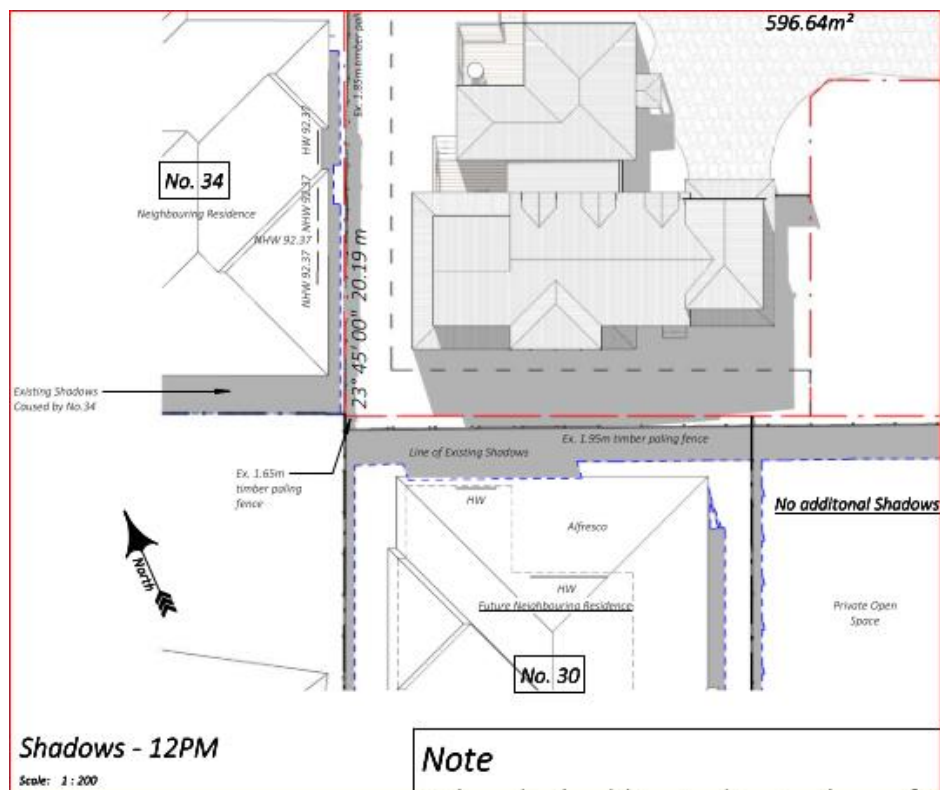 596.64m²
Ex. 1.85m timber pal
HW 92.37
No. 34
Neighbouring Residence
NHW 92.37
NHW 92.37
NHW 92.37
23° 45' 00" 20.19 m
Existing Shadows
Caused by No.34
Ex. 1.95m timber paling fence
Line of Existing Shadows
Ex. 1.65m
timber paling
fence
HW
Alfresco
No additonal Shadows
North
HW
Future Neighbouring Residence
Private Open
Space
No. 30
Shadows - 12PM
Scale: 1 : 200
Note